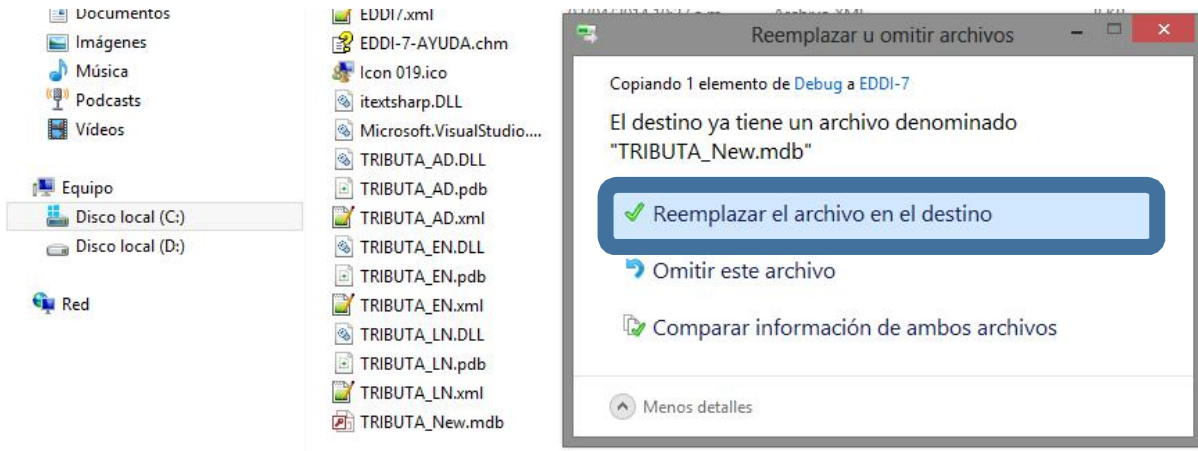 Documentos
Imágenes
Música
Podcasts
Vídeos
Equipo
Disco local (C:)
Disco local (D:)
Red
EDDI7.xml
EDDI-7-AYUDA.chm
Icon 019.ico
itextsharp.DLL
Microsoft.VisualStudio....
TRIBUTA_AD.DLL
TRIBUTA_AD.pdb
TRIBUTA_AD.xml
TRIBUTA_EN.DLL
TRIBUTA_EN.pdb
TRIBUTA_EN.xml
TRIBUTA_LN.DLL
TRIBUTA_LN.pdb
TRIBUTA_LN.xml
TRIBUTA_New.mdb
Reemplazar u omitir archivos
Copiando 1 elemento de Debug a EDDI-7
El destino ya tiene un archivo denominado
"TRIBUTA_New.mdb"
Reemplazar el archivo en el destino
Omitir este archivo
Comparar información de ambos archivos
Menos detalles